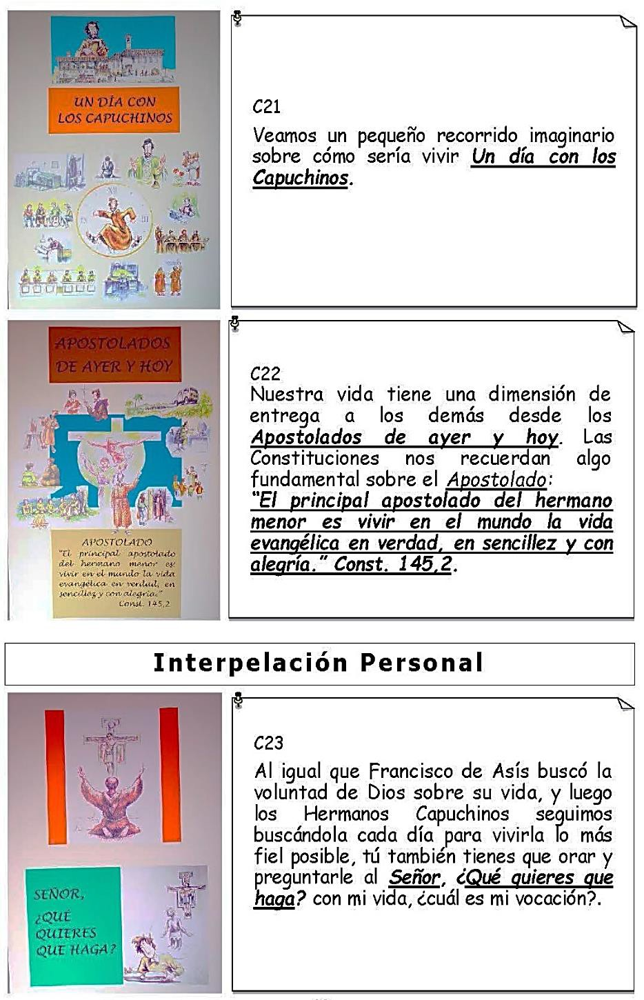 UN DÍA CON
LOS CAPUCHINOS
C21
Veamos un pequeño recorrido imaginario
sobre cómo sería vivir Un día con los
Capuchinos.
APOSTOLADOS
DE AYER Y HOY
APOSTOLADO
"El principal apostolado
del hermano menor es:
vivir en el mundo la vida
evangélica en verdad, en
sencillez y con alegría."
Const. 145,2
C22
Nuestra vida tiene una dimensión de
entrega a los demás desde los
Apostolados de ayer y hoy. Las
Constituciones nos recuerdan algo
fundamental sobre el Apostolado:
"El principal apostolado del hermano
menor es vivir en el mundo la vida
evangélica en verdad, en sencillez y con
alegría." Const. 145,2.
Interpelación Personal
SEÑOR,
¿QUÉ
QUIERES
QUE HAGA?
C23
Al igual que Francisco de Asís buscó la
voluntad de Dios sobre su vida, y luego
los Hermanos Capuchinos seguimos
buscándola cada día para vivirla lo más
fiel posible, tú también tienes que orar y
preguntarle al Señor, ¿Qué quieres que
haga? con mi vida, ¿cuál es mi vocación?.